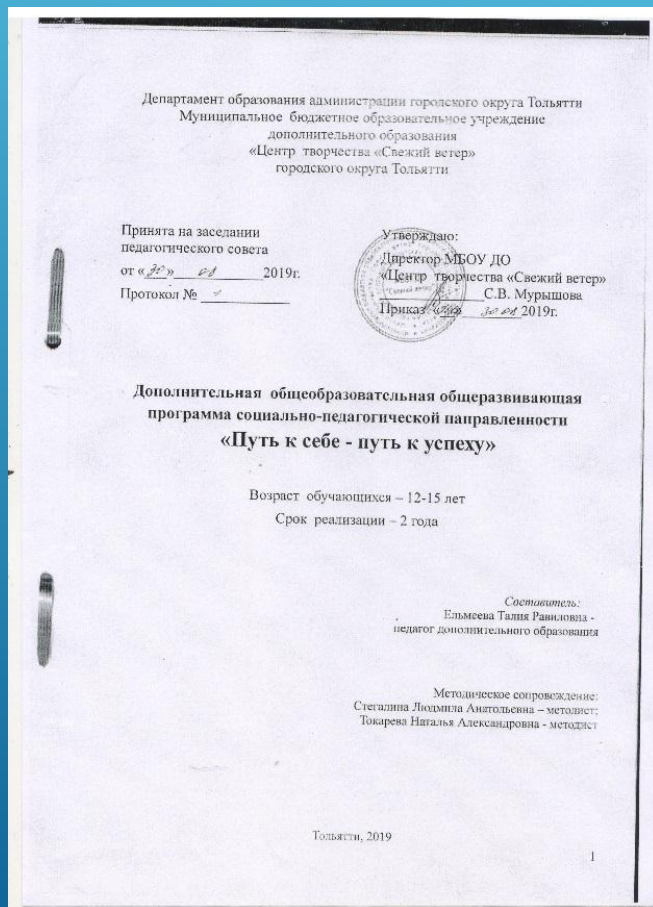 Департамент образования администрации городского округа Тольятти
Муниципальное бюджетное образовательное учреждение
дополнительного образования
«Центр творчества «Свежий ветер»
городского округа Тольятти
Принята на заседании
педагогического совета
от «30» 08 2019г.
Протокол №
Утверждаю:
Директор МБОУ ДО
«Центр творчества «Свежий ветер»
С.В. Мурышова
Приказ 30 08 2019г.
Дополнительная общеобразовательная общеразвивающая
программа социально-педагогической направленности
«Путь к себе - путь к успеху»
Возраст обучающихся – 12-15 лет
Срок реализации – 2 года
Составитель:
Ельмеева Талия Равиловна -
педагог дополнительного образования
Методическое сопровождение:
Стегалина Людмила Анатольевна – методист;
Токарева Наталья Александровна - методист
Тольятти, 2019
1